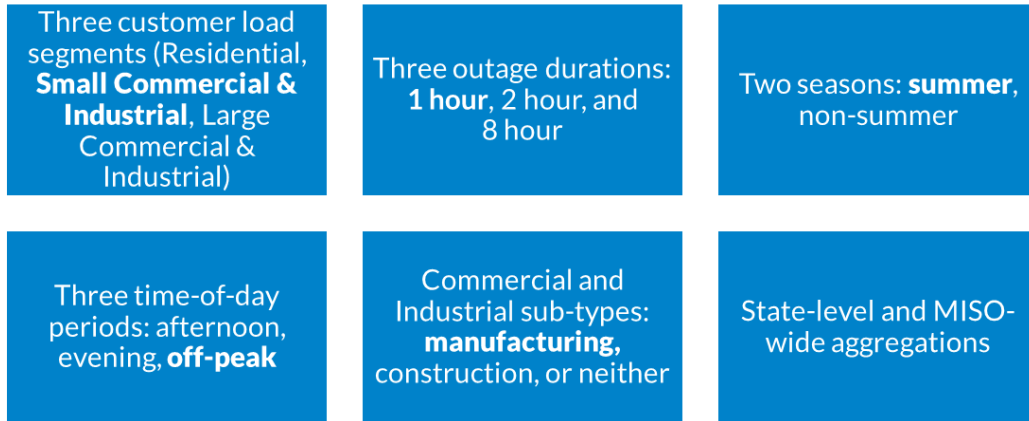 Three customer load
segments (Residential,
Small Commercial &
Industrial, Large
Commercial &
Industrial)
Three outage durations:
1 hour, 2 hour, and
8 hour
Two seasons: summer,
non-summer
Three time-of-day
periods: afternoon,
evening, off-peak
Commercial and
Industrial sub-types:
manufacturing,
construction, or neither
State-level and MISO-
wide aggregations